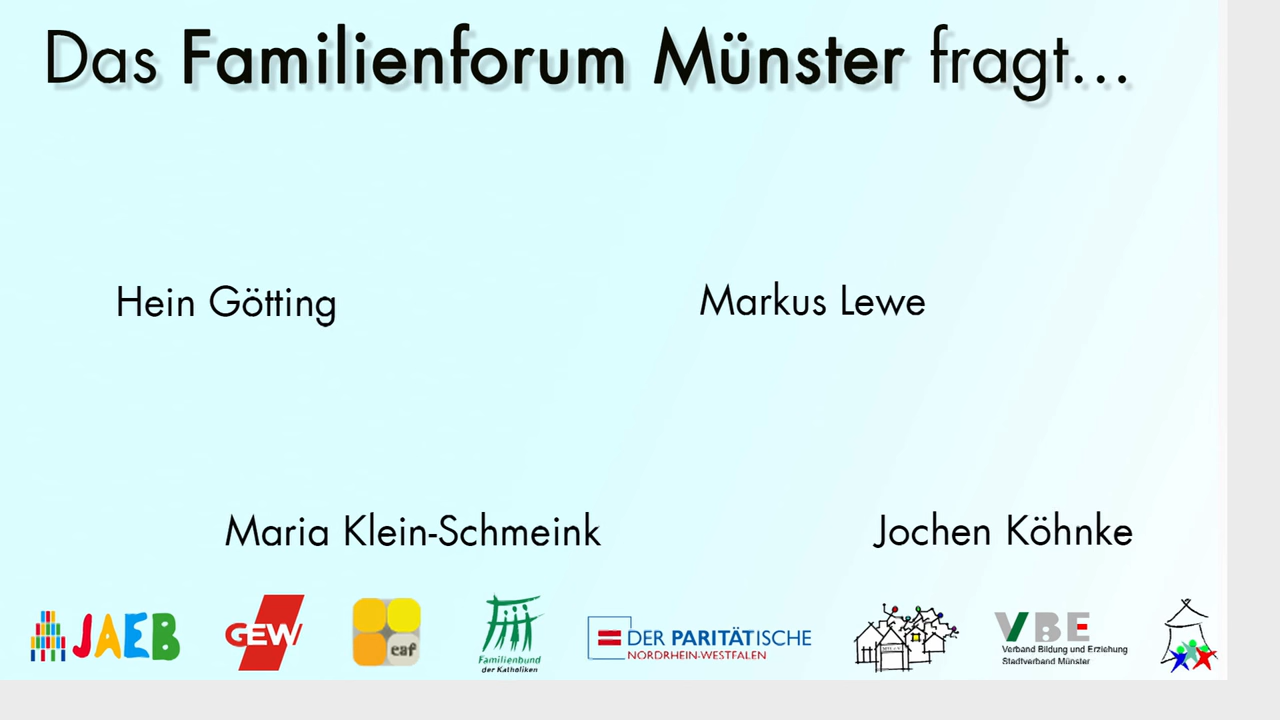 Das Familienforum Münster fragt...
Hein Götting
Markus Lewe
Maria Klein-Schmeink
Jochen Köhnke
JAEB
GEW
eaf
Familienbund
der Katholiken
DER PARITÄTISCHE
NORDRHEIN-WESTFALEN
VBE
Verband Bildung und Erziehung
Stadtverband Münster